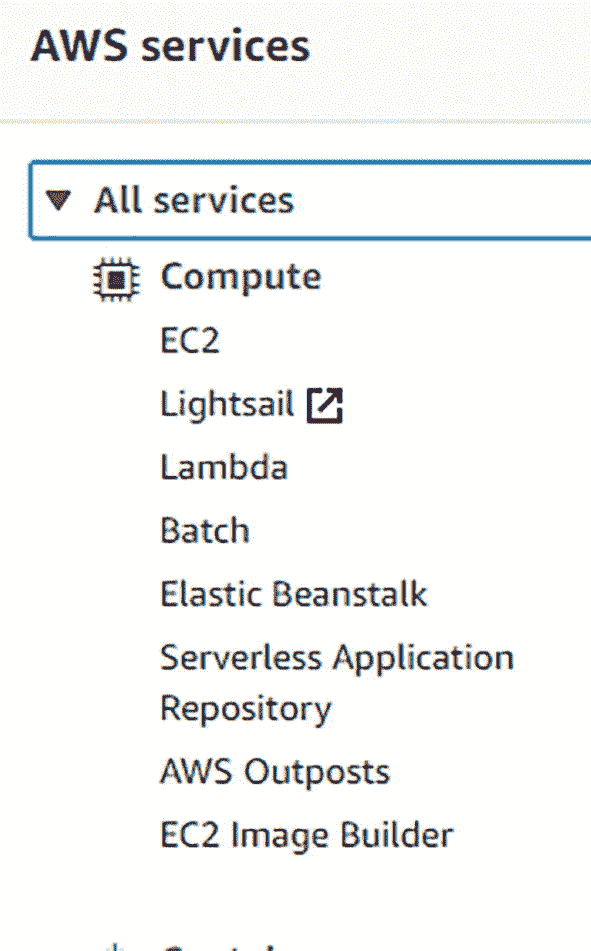 AWS services
All services
Compute
EC2
Lightsail
Lambda
Batch
Elastic Beanstalk
Serverless Application
Repository
AWS Outposts
EC2 Image Builder